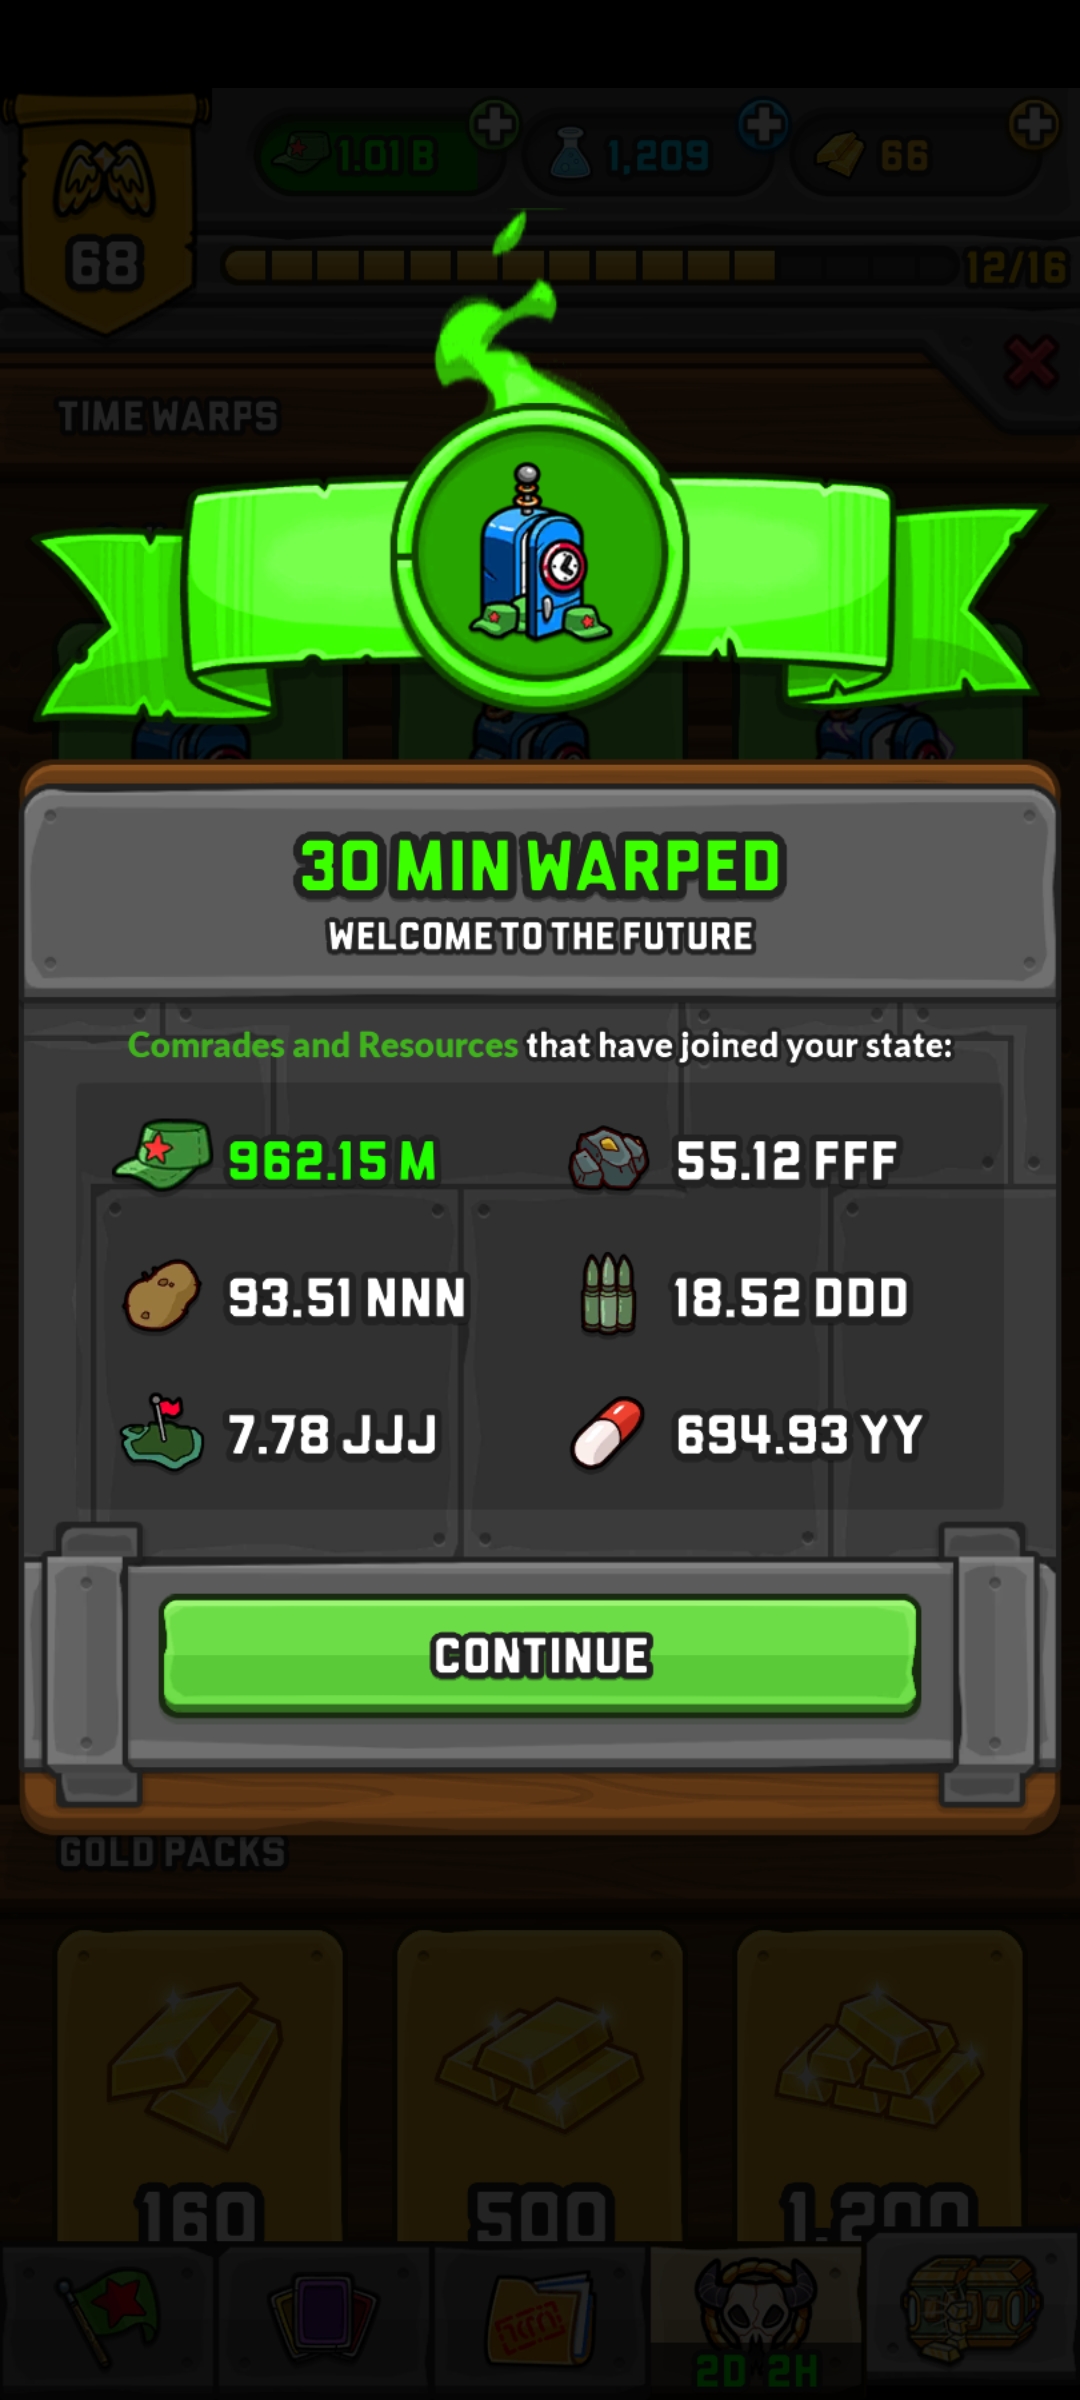 68
1.01 B
1,209
66
12/16
TIME WARPS
30 MIN WARPED
WELCOME TO THE FUTURE
Comrades and Resources that have joined your state:
962.15 M
55.12 FFF
93.51 NNN
18.52 DDD
7.78 JJJ
694.93 YY
CONTINUE
GOLD PACKS
160
500
1,200
2D 2H